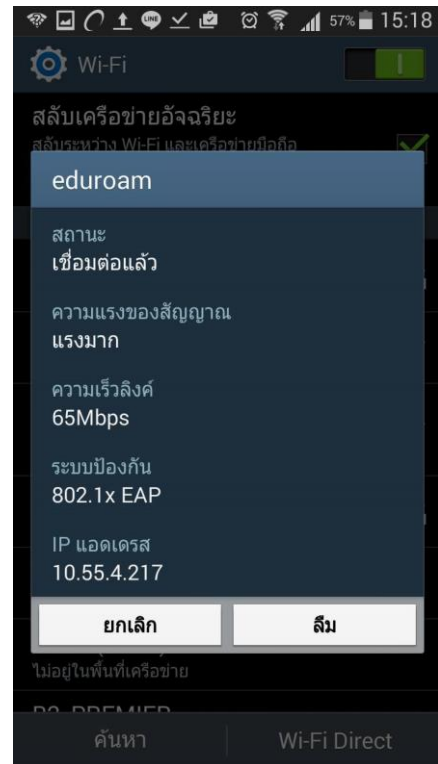 LINE 57% 15:18
Wi-Fi
สลับเครือข่ายอัจฉริยะ
สลับระหว่าง Wi-Fi และเครือข่ายมือถือ
eduroam
สถานะ
เชื่อมต่อแล้ว
ความแรงของสัญญาณ
แรงมาก
ความเร็วลิงค์
65Mbps
ระบบป้องกัน
802.1x EAP
IP แอดเดรส
10.55.4.217
ยกเลิก ลืม
ไม่อยู่ในพื้นที่เครือข่าย
ค้นหา Wi-Fi Direct